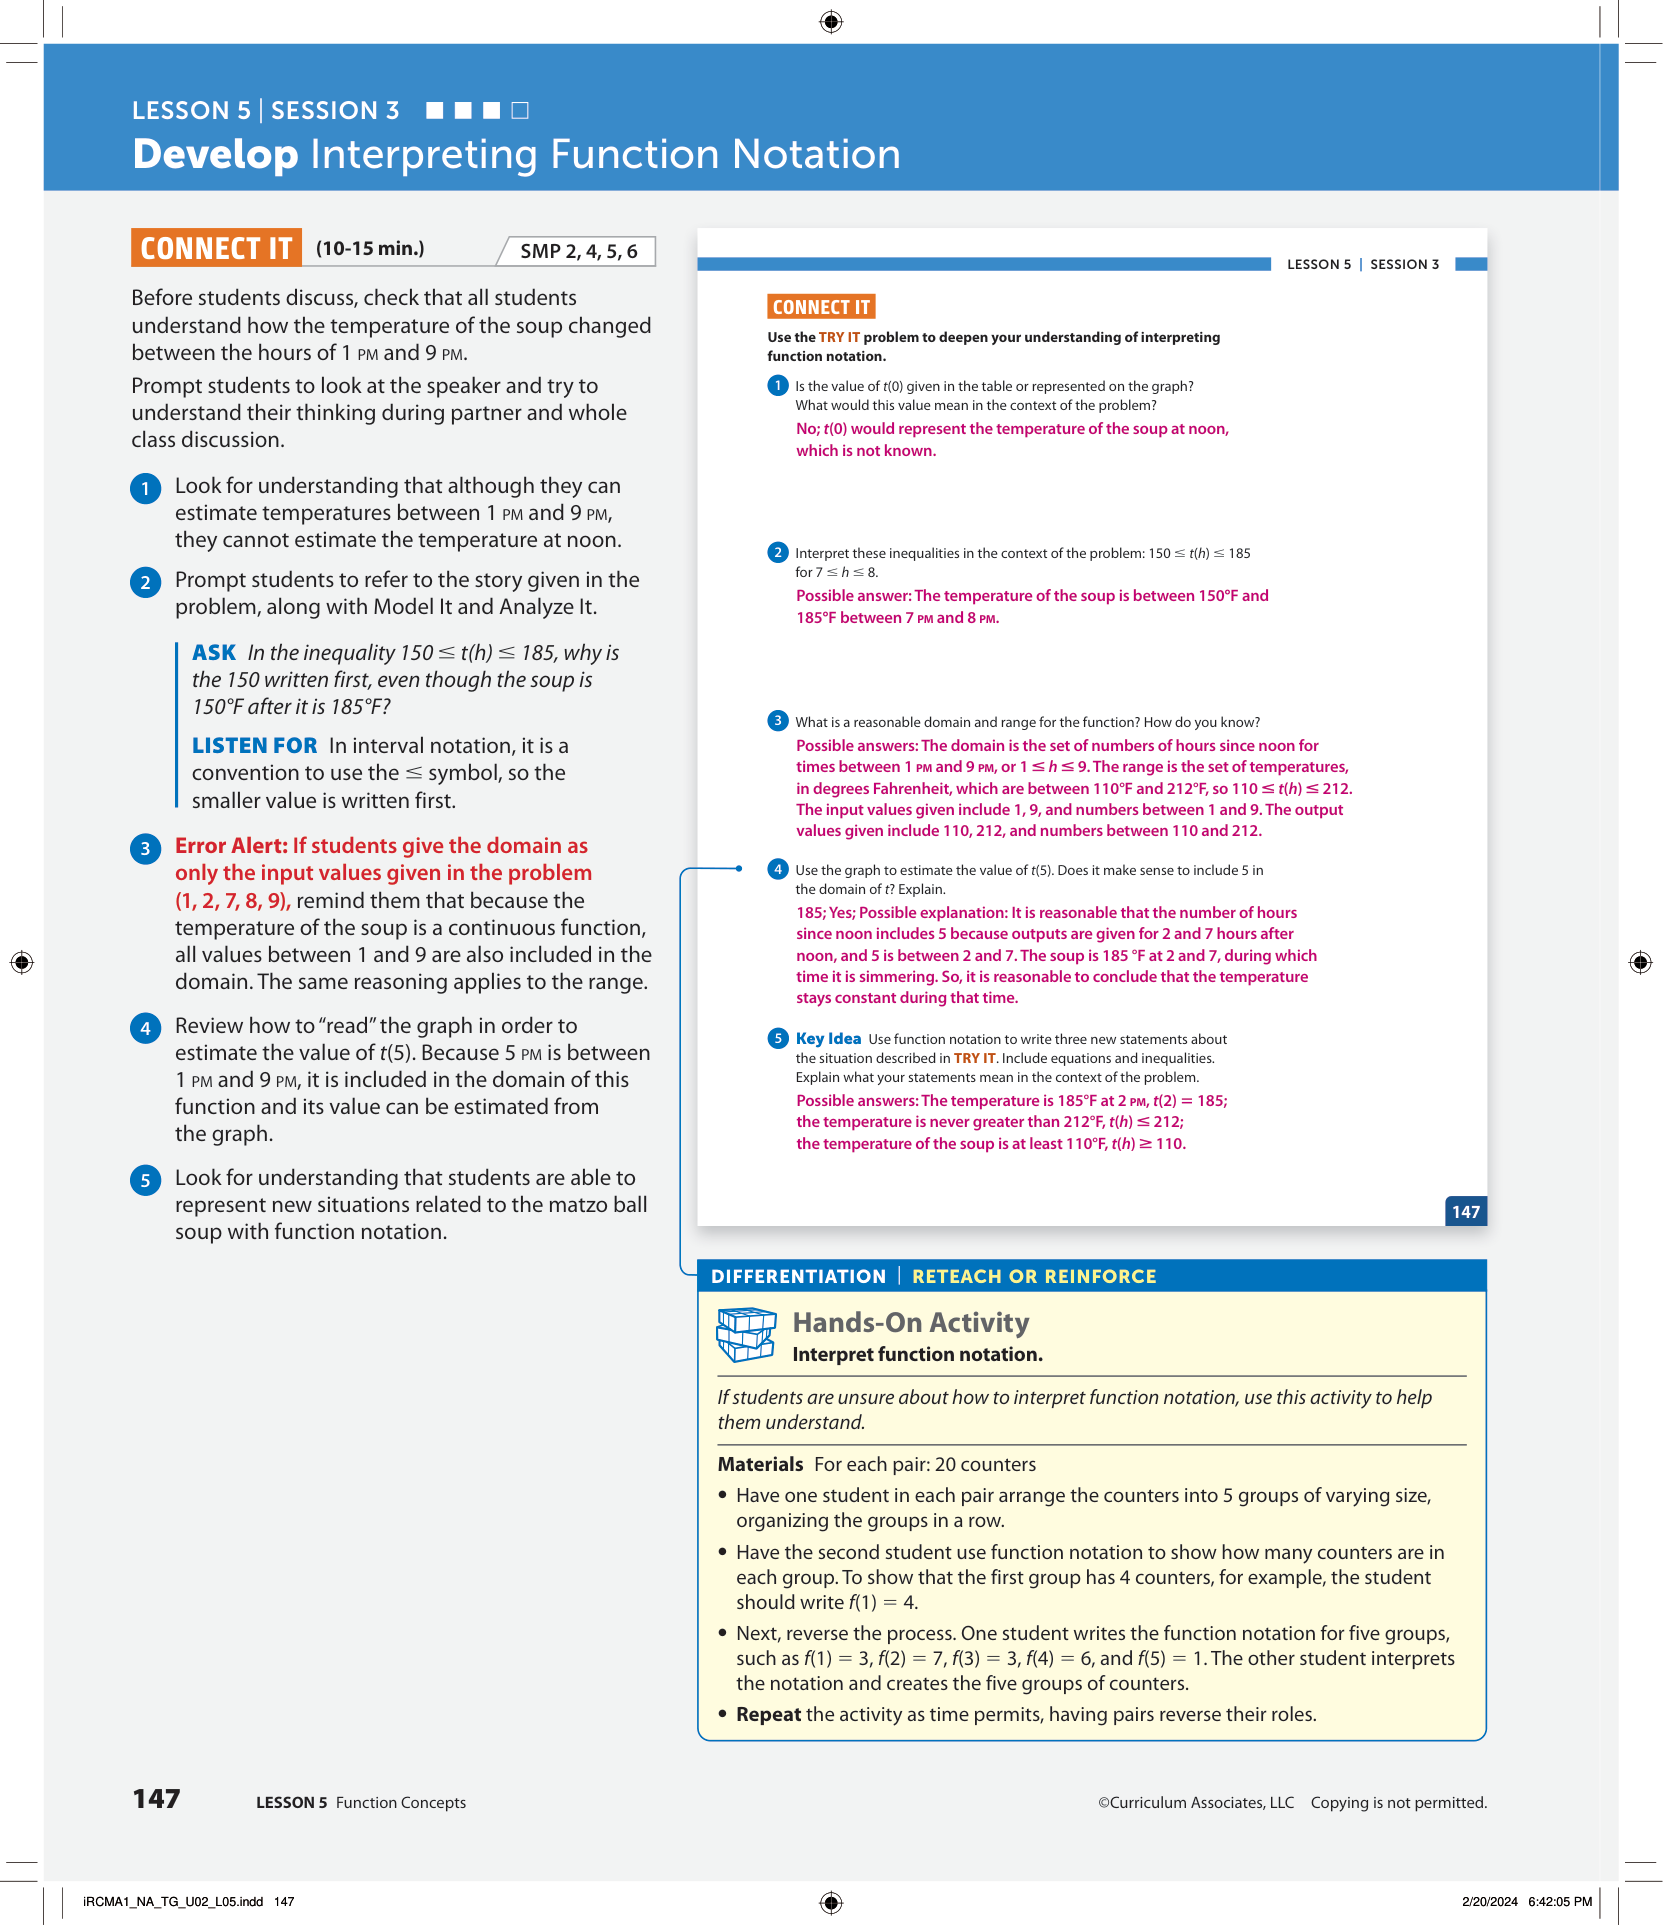 LESSON 5 | SESSION 3
Develop Interpreting Function Notation
CONNECT IT (10-15 min.) SMP 2, 4, 5, 6
Before students discuss, check that all students
understand how the temperature of the soup changed
between the hours of 1 PM and 9 PM.
Prompt students to look at the speaker and try to
understand their thinking during partner and whole
class discussion.
1 Look for understanding that although they can
estimate temperatures between 1 PM and 9 PM,
they cannot estimate the temperature at noon.
2 Prompt students to refer to the story given in the
problem, along with Model It and Analyze It.
ASK In the inequality 150 ≤ t(h) ≤ 185, why is
the 150 written first, even though the soup is
150°F after it is 185°F?
LISTEN FOR In interval notation, it is a
convention to use the ≤ symbol, so the
smaller value is written first.
3 Error Alert: If students give the domain as
only the input values given in the problem
(1, 2, 7, 8, 9), remind them that because the
temperature of the soup is a continuous function,
all values between 1 and 9 are also included in the
domain. The same reasoning applies to the range.
4 Review how to “read” the graph in order to
estimate the value of t(5). Because 5 PM is between
1 PM and 9 PM, it is included in the domain of this
function and its value can be estimated from
the graph.
5 Look for understanding that students are able to
represent new situations related to the matzo ball
soup with function notation.
LESSON 5 | SESSION 3
CONNECT IT
Use the TRY IT problem to deepen your understanding of interpreting
function notation.
1 Is the value of t(0) given in the table or represented on the graph?
What would this value mean in the context of the problem?
No; t(0) would represent the temperature of the soup at noon,
which is not known.
2 Interpret these inequalities in the context of the problem: 150 ≤ t(h) ≤ 185
for 7 ≤ h ≤ 8.
Possible answer: The temperature of the soup is between 150°F and
185°F between 7 PM and 8 PM.
3 What is a reasonable domain and range for the function? How do you know?
Possible answers: The domain is the set of numbers of hours since noon for
times between 1 PM and 9 PM, or 1 ≤ h ≤ 9. The range is the set of temperatures,
in degrees Fahrenheit, which are between 110°F and 212°F, so 110 ≤ t(h) ≤ 212.
The input values given include 1, 9, and numbers between 1 and 9. The output
values given include 110, 212, and numbers between 110 and 212.
4 Use the graph to estimate the value of t(5). Does it make sense to include 5 in
the domain of t? Explain.
185; Yes; Possible explanation: It is reasonable that the number of hours
since noon includes 5 because outputs are given for 2 and 7 hours after
noon, and 5 is between 2 and 7. The soup is 185 °F at 2 and 7, during which
time it is simmering. So, it is reasonable to conclude that the temperature
stays constant during that time.
5 Key Idea Use function notation to write three new statements about
the situation described in TRY IT. Include equations and inequalities.
Explain what your statements mean in the context of the problem.
Possible answers: The temperature is 185°F at 2 PM, t(2) = 185;
the temperature is never greater than 212°F, t(h) ≤ 212;
the temperature of the soup is at least 110°F, t(h) ≥ 110.
147
DIFFERENTIATION | RETEACH OR REINFORCE
Hands-On Activity
Interpret function notation.
If students are unsure about how to interpret function notation, use this activity to help
them understand.
Materials For each pair: 20 counters
• Have one student in each pair arrange the counters into 5 groups of varying size,
organizing the groups in a row.
• Have the second student use function notation to show how many counters are in
each group. To show that the first group has 4 counters, for example, the student
should write f(1) = 4.
• Next, reverse the process. One student writes the function notation for five groups,
such as f(1) = 3, f(2) = 7, f(3) = 3, f(4) = 6, and f(5) = 1. The other student interprets
the notation and creates the five groups of counters.
• Repeat the activity as time permits, having pairs reverse their roles.
147 LESSON 5 Function Concepts ©Curriculum Associates, LLC Copying is not permitted.
iRCMA1_NA_TG_U02_L05.indd 147 2/20/2024 6:42:05 PM